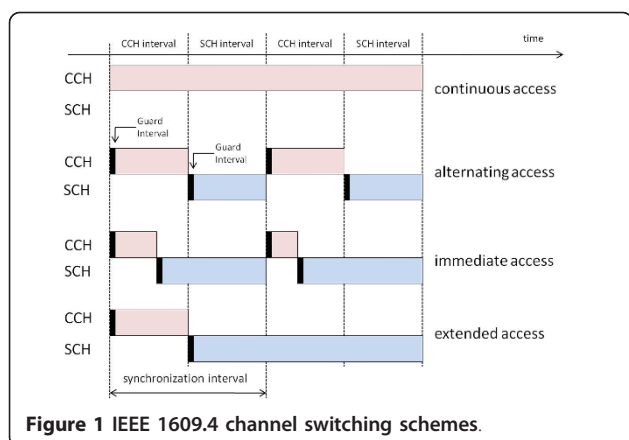 time
CCH interval SCH interval CCH interval SCH interval
CCH
continuous access
SCH
Guard
Interval
Guard
Interval
CCH
alternating access
SCH
CCH
immediate access
SCH
CCH
extended access
SCH
synchronization interval
Figure 1 IEEE 1609.4 channel switching schemes.